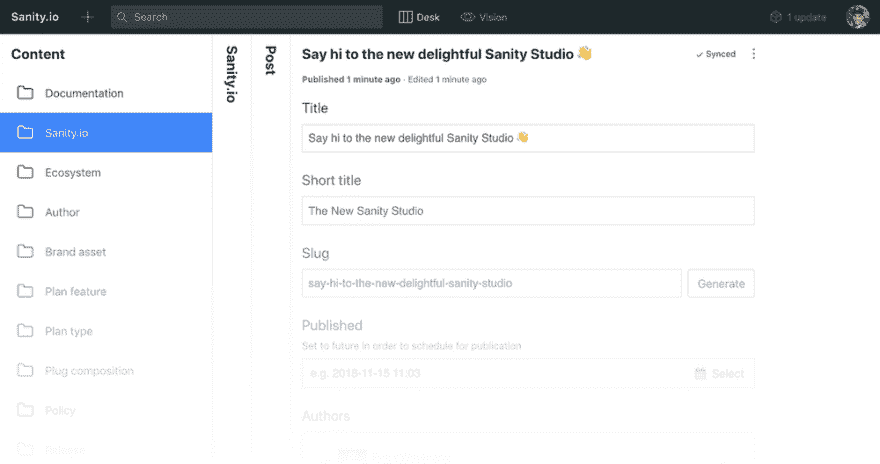 Sanity.io
Search
Desk
Vision
1 update
Content
Documentation
Sanity.io
Ecosystem
Author
Brand asset
Plan feature
Plan type
Plug composition
Policy
Release
Sanity.io
Post
Say hi to the new delightful Sanity Studio 👋
Synced
Published 1 minute ago · Edited 1 minute ago
Title
Say hi to the new delightful Sanity Studio 👋
Short title
The New Sanity Studio
Slug
say-hi-to-the-new-delightful-sanity-studio
Generate
Published
Set to future in order to schedule for publication
e.g. 2018-11-15 11:03
Select
Authors